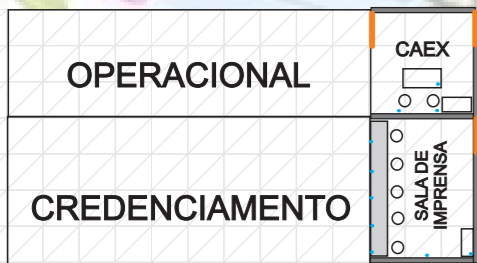 CAEX
OPERACIONAL
SALA DE
IMPRENSA
CREDENCIAMENTO